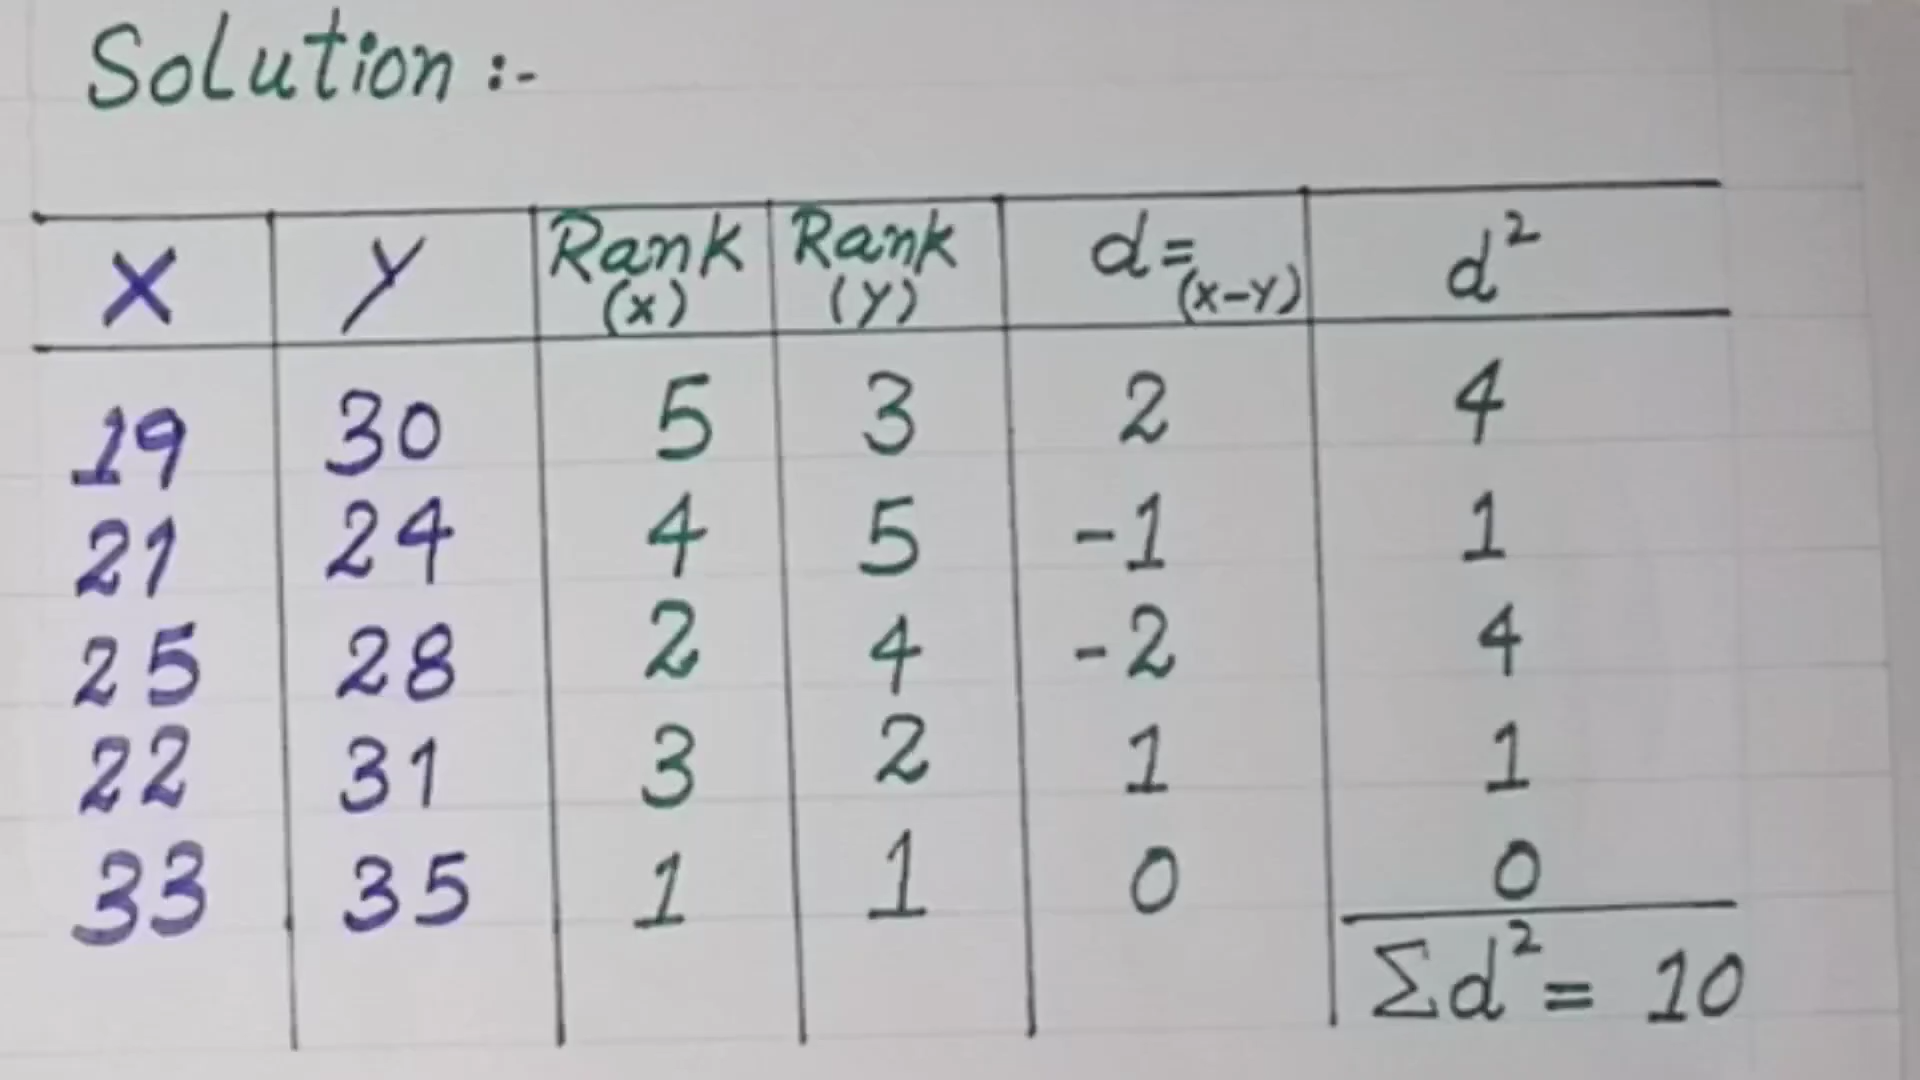 Solution :-
X Y Rank (X) Rank (Y) d= (X-Y) d²
19 30 5 3 2 4
21 24 4 5 -1 1
25 28 2 4 -2 4
22 31 3 2 1 1
33 35 1 1 0 0
Σd² = 10